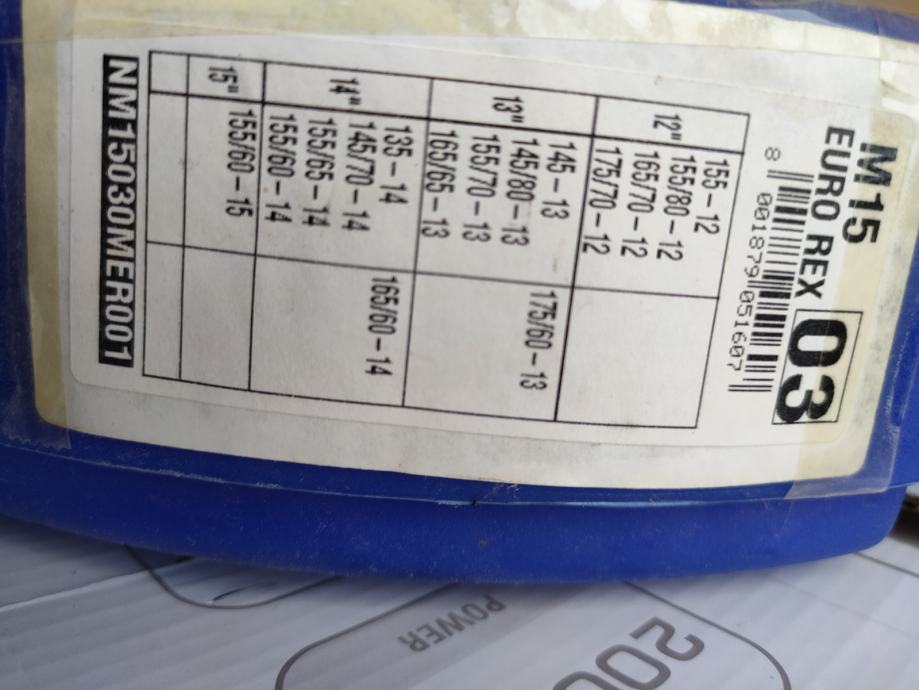 M15
EURO REX 03
8 001879 051607
12" 155-12
155/80-12
165/70-12
175/70-12
13" 145-13
145/80-13 175/60-13
155/70-13
165/65-13
14" 135-14 165/60-14
145/70-14
155/65-14
155/60-14
15" 155/60-15
NM15030MER001
POWER
200